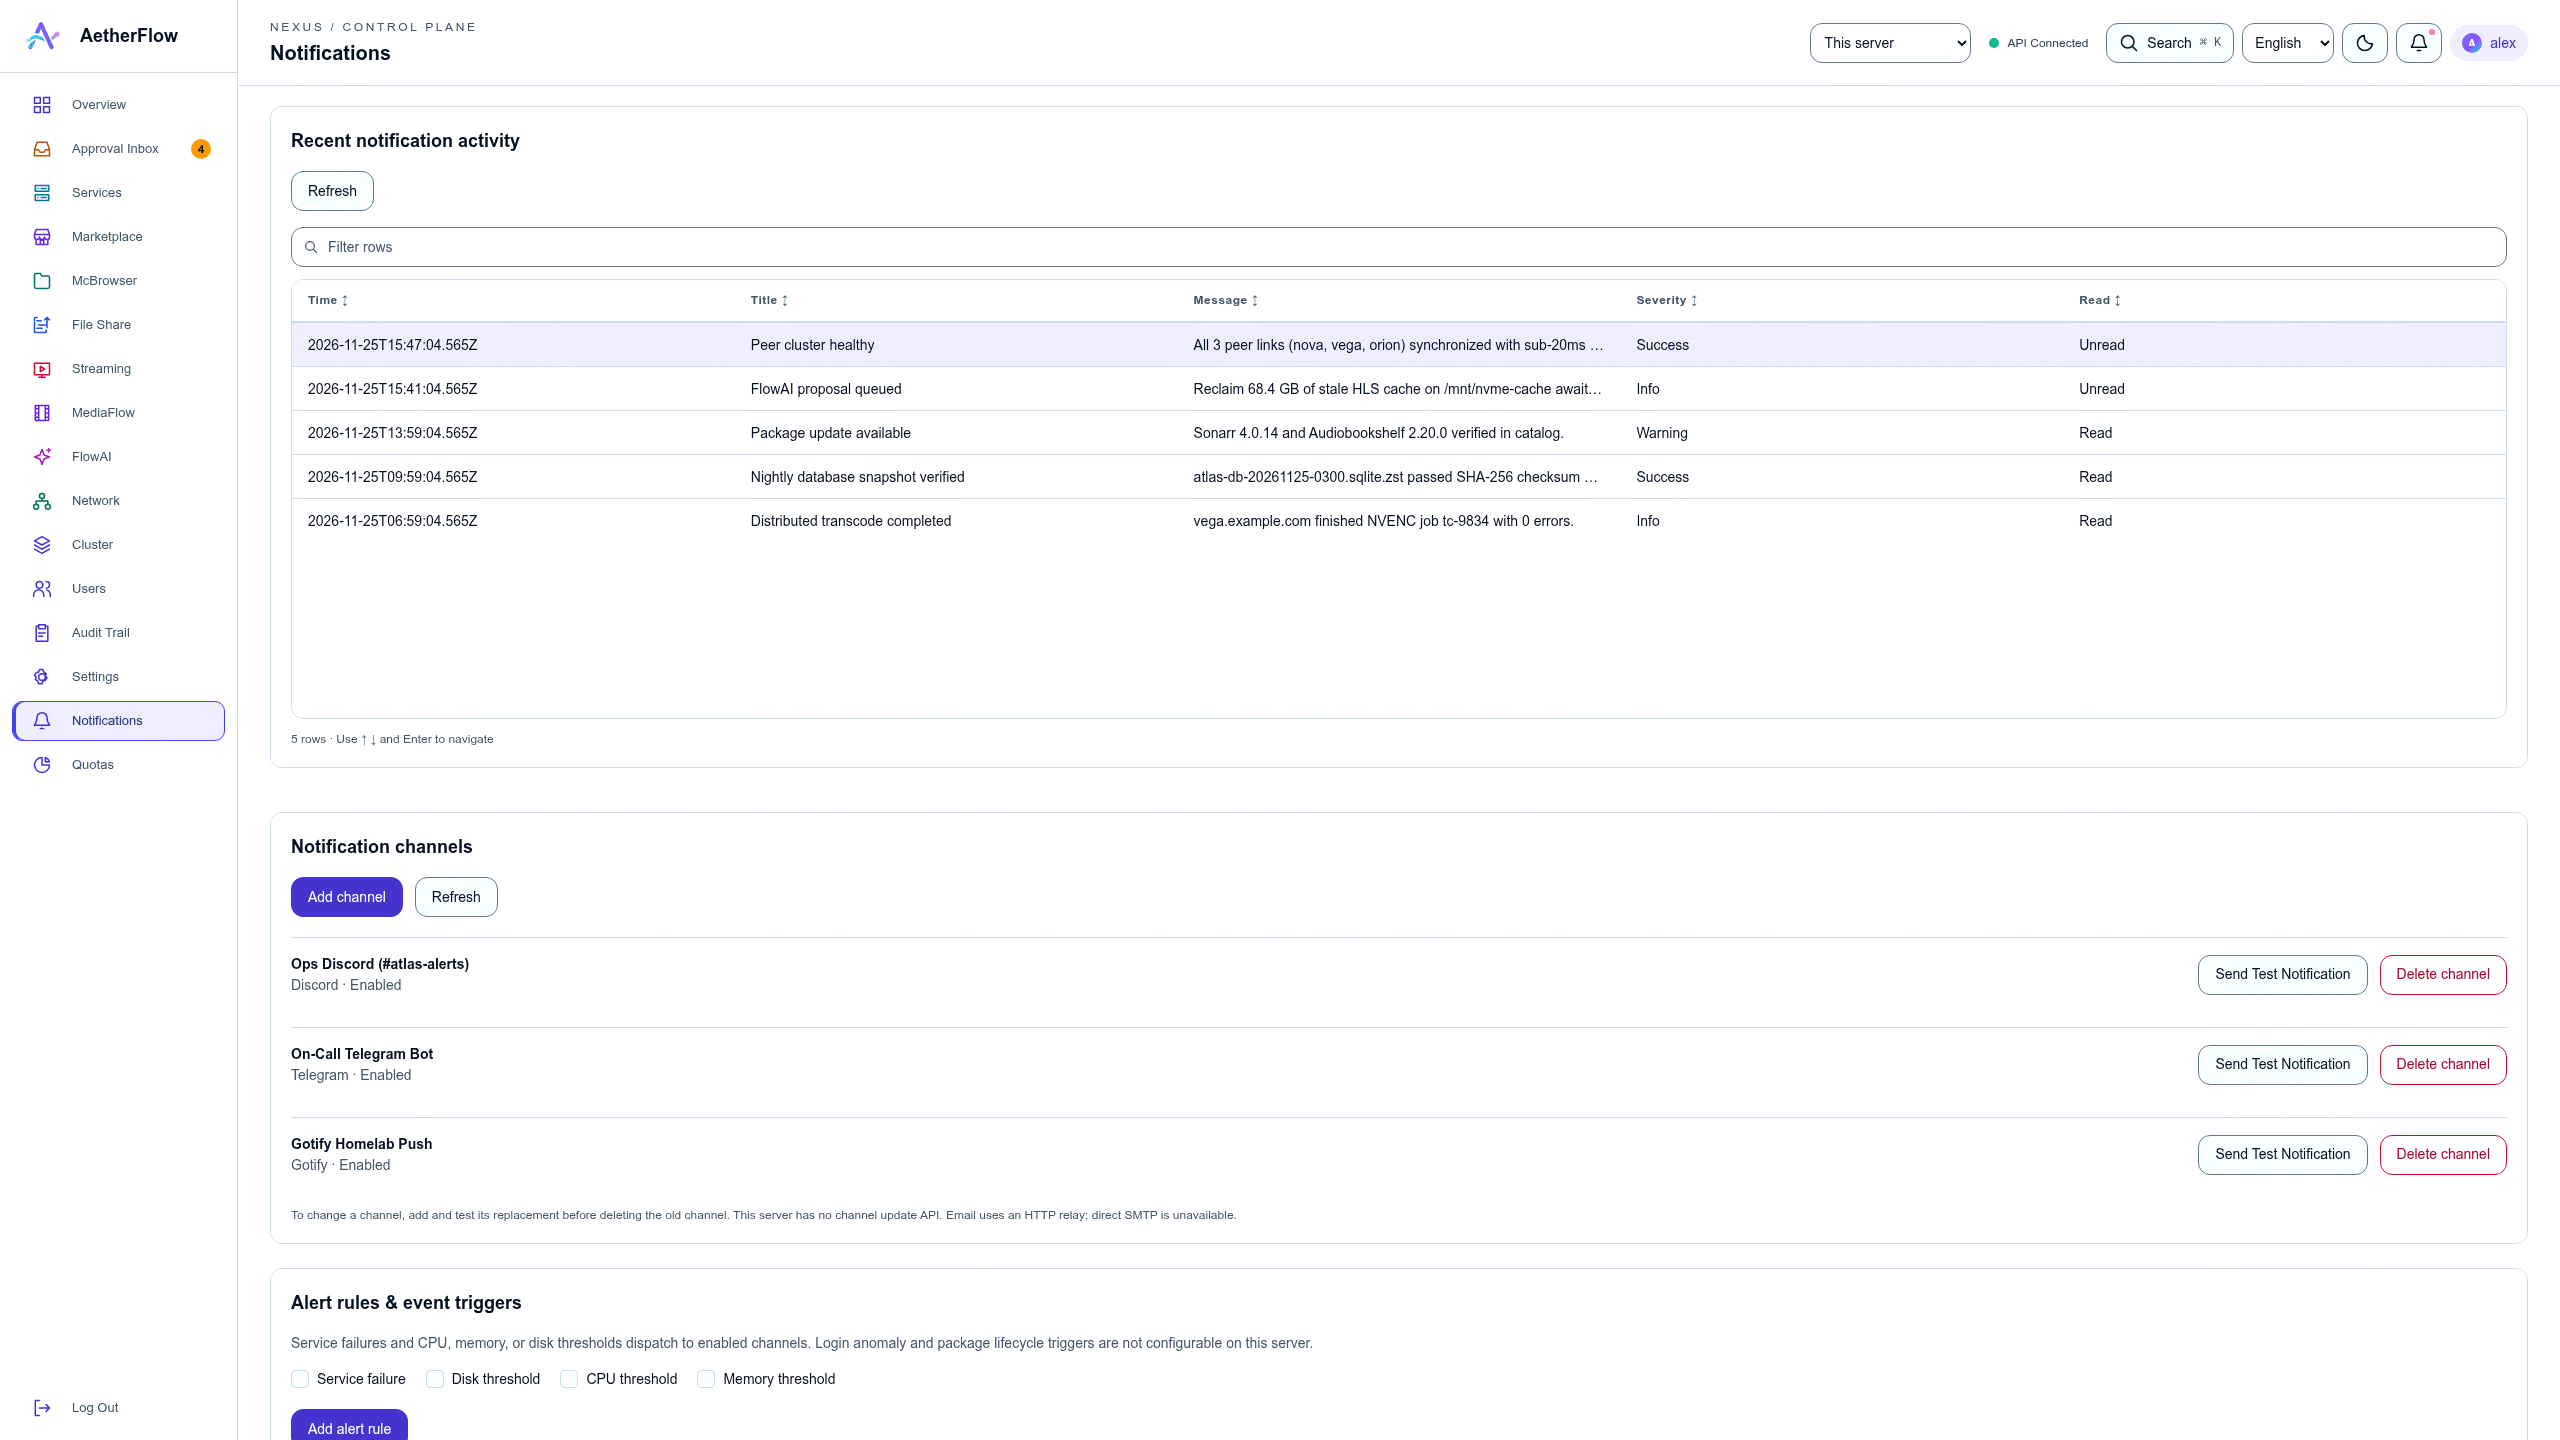 AetherFlow
NEXUS / CONTROL PLANE
Notifications
This server
API Connected
Search ⌘ K
English
A alex
Overview
Approval Inbox 4
Services
Marketplace
McBrowser
File Share
Streaming
MediaFlow
FlowAI
Network
Cluster
Users
Audit Trail
Settings
Notifications
Quotas
Log Out
Recent notification activity
Refresh
Filter rows
Time ↕ Title ↕ Message ↕ Severity ↕ Read ↕
2026-11-25T15:47:04.565Z Peer cluster healthy All 3 peer links (nova, vega, orion) synchronized with sub-20ms … Success Unread
2026-11-25T15:41:04.565Z FlowAI proposal queued Reclaim 68.4 GB of stale HLS cache on /mnt/nvme-cache await… Info Unread
2026-11-25T13:59:04.565Z Package update available Sonarr 4.0.14 and Audiobookshelf 2.20.0 verified in catalog. Warning Read
2026-11-25T09:59:04.565Z Nightly database snapshot verified atlas-db-20261125-0300.sqlite.zst passed SHA-256 checksum … Success Read
2026-11-25T06:59:04.565Z Distributed transcode completed vega.example.com finished NVENC job tc-9834 with 0 errors. Info Read
5 rows · Use ↑ ↓ and Enter to navigate
Notification channels
Add channel Refresh
Ops Discord (#atlas-alerts)
Discord · Enabled
Send Test Notification Delete channel
On-Call Telegram Bot
Telegram · Enabled
Send Test Notification Delete channel
Gotify Homelab Push
Gotify · Enabled
Send Test Notification Delete channel
To change a channel, add and test its replacement before deleting the old channel. This server has no channel update API. Email uses an HTTP relay; direct SMTP is unavailable.
Alert rules & event triggers
Service failures and CPU, memory, or disk thresholds dispatch to enabled channels. Login anomaly and package lifecycle triggers are not configurable on this server.
Service failure Disk threshold CPU threshold Memory threshold
Add alert rule